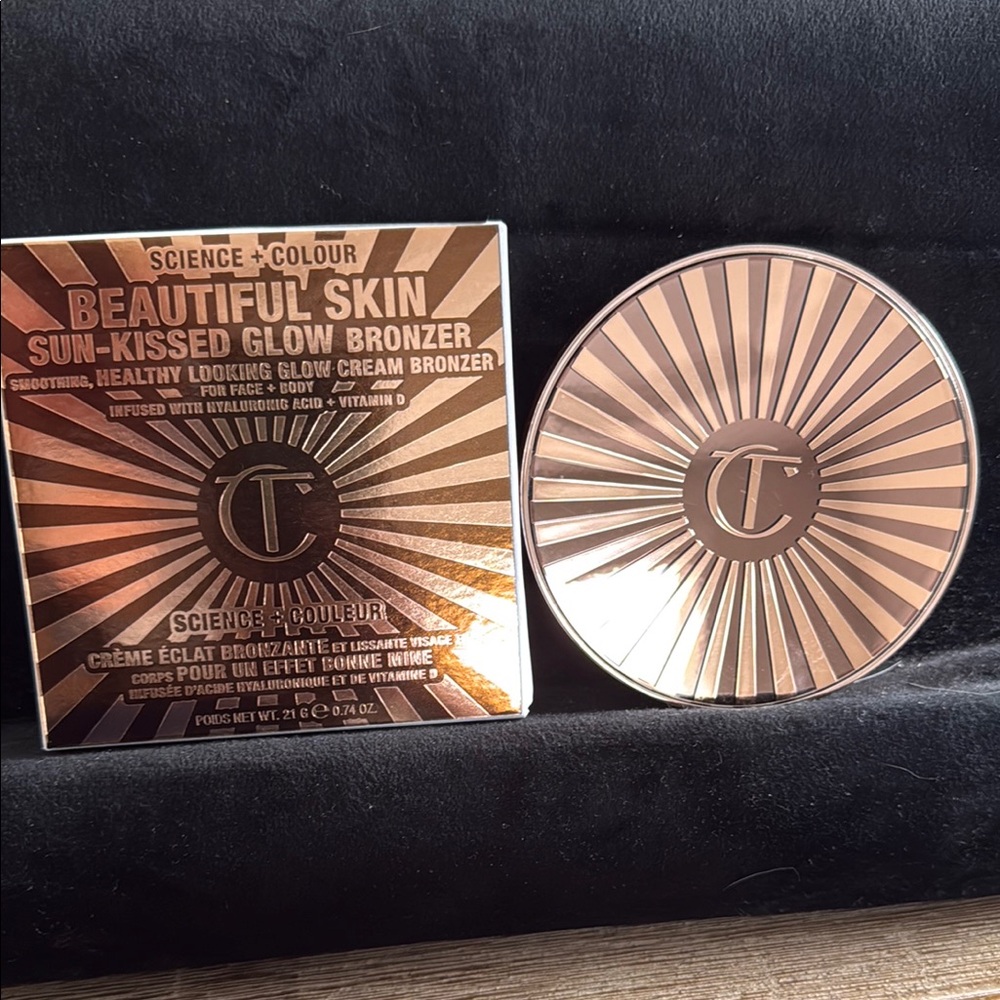 SCIENCE + COLOUR
BEAUTIFUL SKIN
SUN-KISSED GLOW BRONZER
SMOOTHING, HEALTHY LOOKING GLOW CREAM BRONZER
FOR FACE + BODY
INFUSED WITH HYALURONIC ACID + VITAMIN D
CT
SCIENCE + COULEUR
CRÈME ÉCLAT BRONZANTE ET LISSANTE VISAGE
CORPS POUR UN EFFET BONNE MINE
INFUSÉE D'ACIDE HYALURONIQUE ET DE VITAMINE D
POIDS NET WT. 21 G e 0.74 OZ.
CT